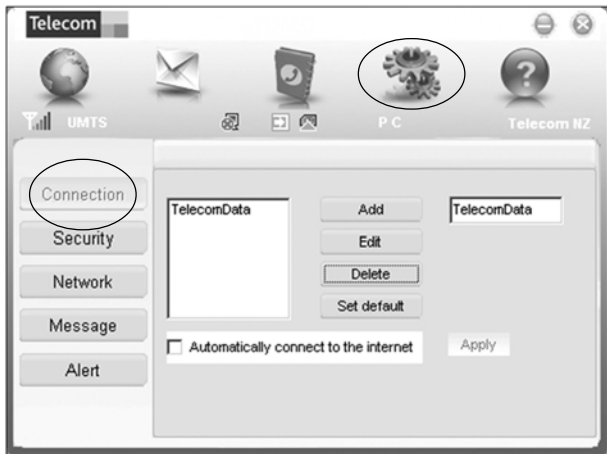 Telecom
?
UMTS
P C
Telecom NZ
Connection
Security
Network
Message
Alert
TelecomData
Add
Edit
Delete
Set default
TelecomData
Automatically connect to the internet
Apply